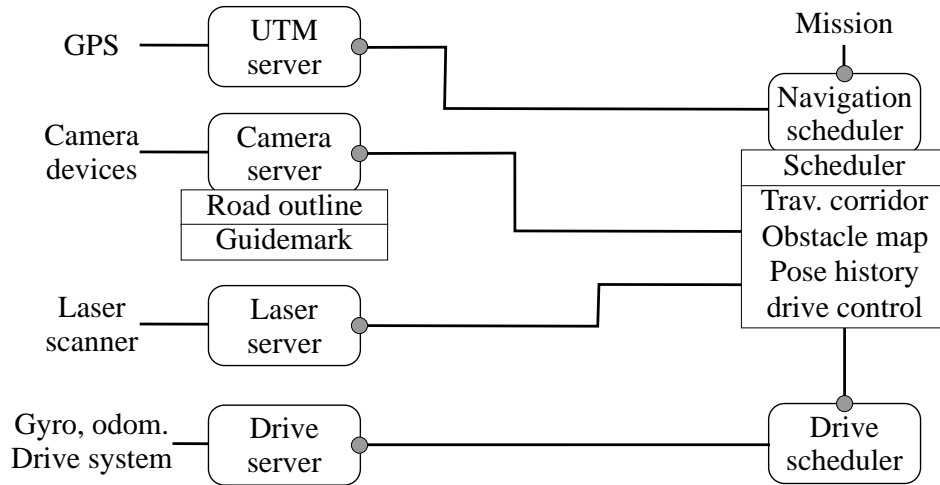 GPS
UTM
server
Mission
Navigation
scheduler
Camera
devices
Camera
server
Road outline
Guidemark
Scheduler
Trav. corridor
Obstacle map
Pose history
drive control
Laser
scanner
Laser
server
Gyro, odom.
Drive system
Drive
server
Drive
scheduler